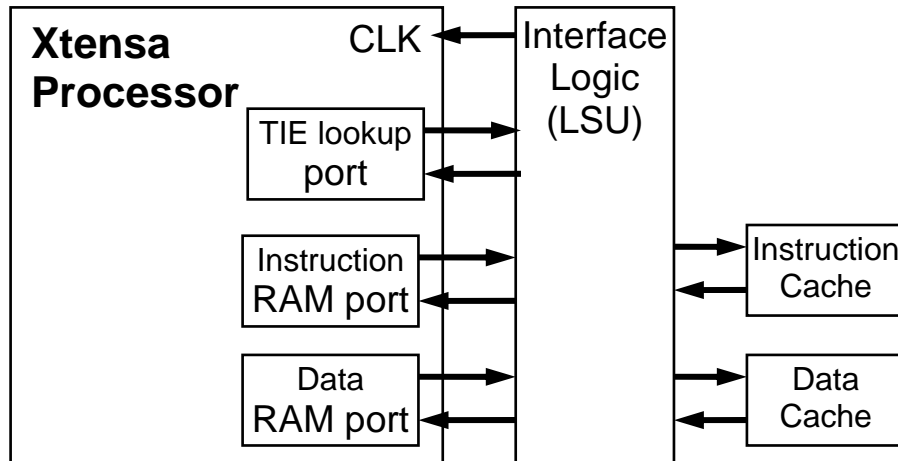 Xtensa
Processor
CLK
TIE lookup
port
Instruction
RAM port
Data
RAM port
Interface
Logic
(LSU)
Instruction
Cache
Data
Cache